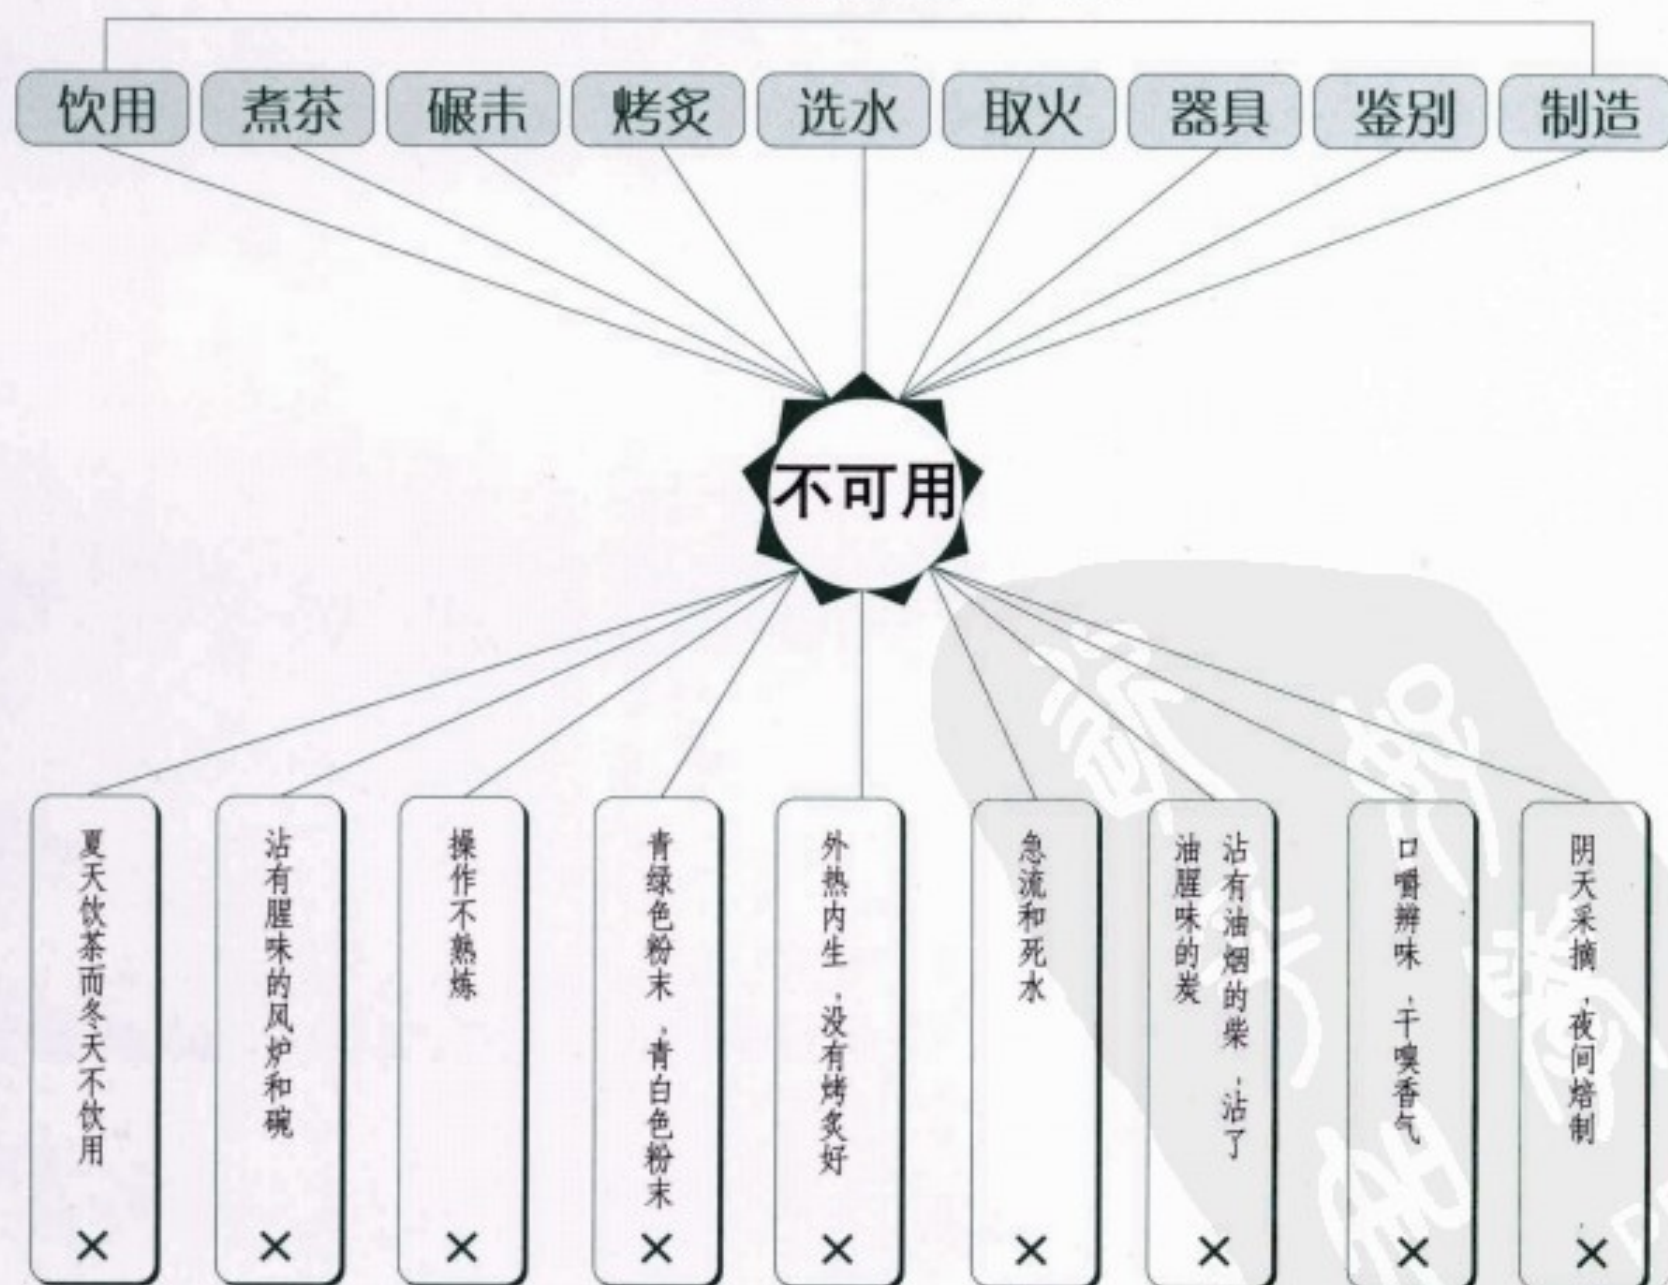 饮用
煮茶
碾末
烤炙
选水
取火
器具
鉴别
制造
不可用
夏天饮茶而冬天不饮用
×
沾有腥味的风炉和碗
×
操作不熟炼
×
青绿色粉末，青白色粉末
×
外热内生，没有烤炙好
×
急流和死水
×
沾有油烟的柴，沾了
油腥味的炭
×
口嚼辨味，干嗅香气
×
阴天采摘，夜间焙制
×